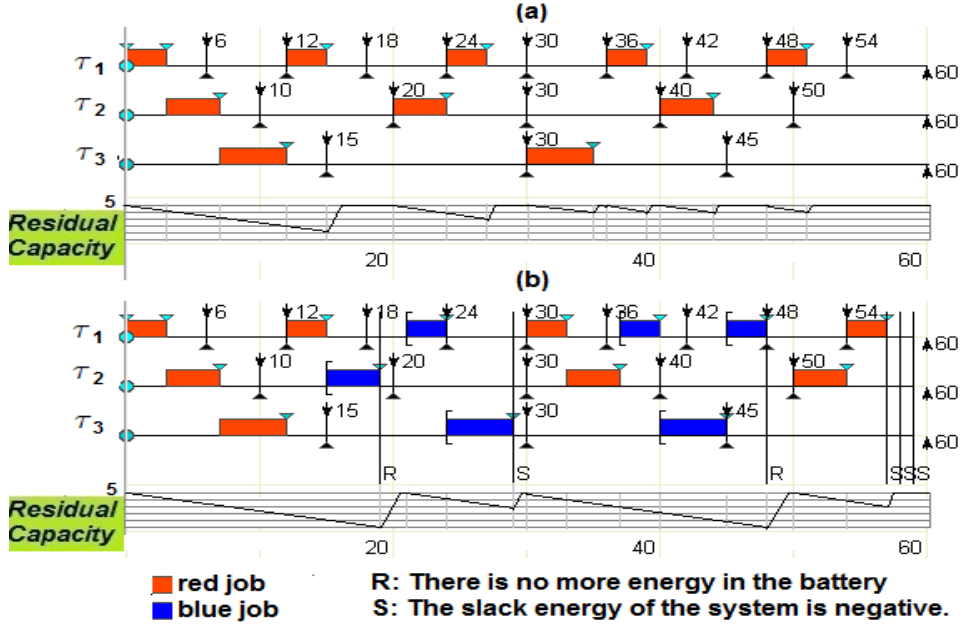 (a)
τ1 6 12 18 24 30 36 42 48 54 60
τ2 10 20 30 40 50 60
τ3 15 30 45 60
5
Residual Capacity
20 40 60
(b)
τ1 6 12 18 24 30 36 42 48 54 60
τ2 10 20 30 40 50 60
τ3 15 30 45 60
R S R S S S
5
Residual Capacity
20 40 60
red job R: There is no more energy in the battery
blue job S: The slack energy of the system is negative.